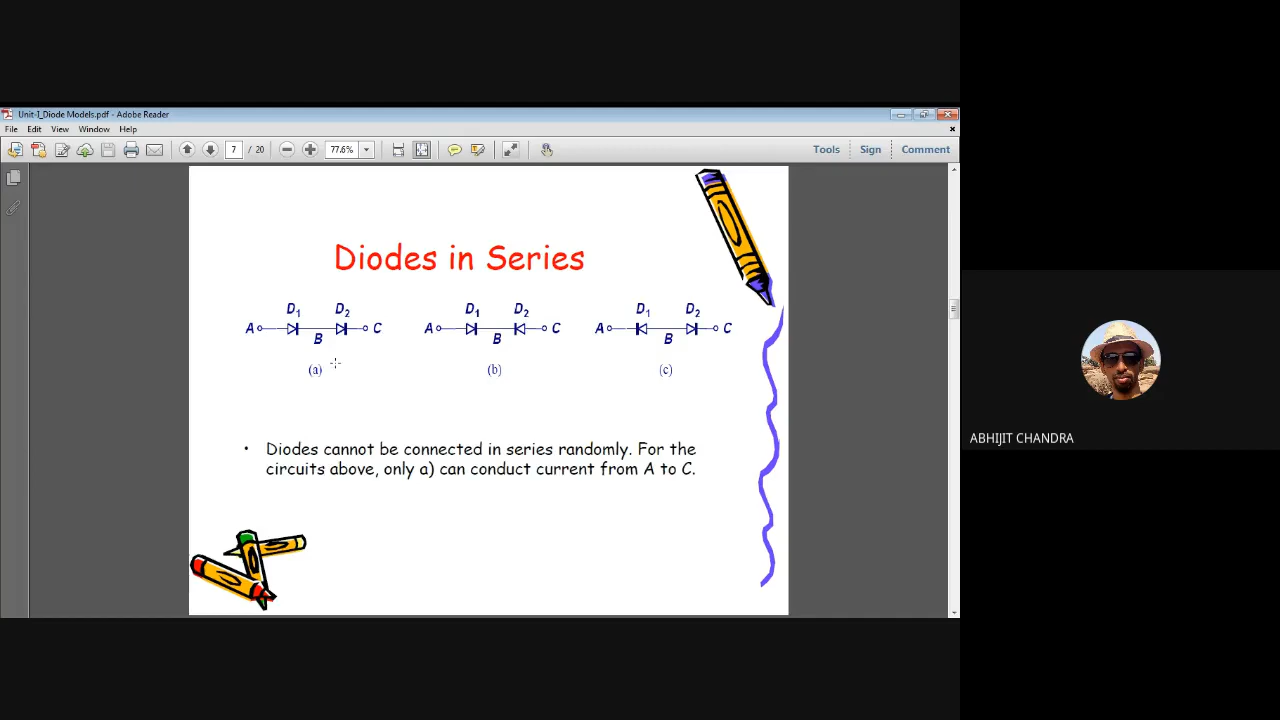 Unit-I_Diode Models.pdf - Adobe Reader
File Edit View Window Help
7 / 20 77.6% Tools Sign Comment
Diodes in Series
D1 D2 D1 D2 D1 D2
A C A C A C
B B B
(a) (b) (c)
• Diodes cannot be connected in series randomly. For the
circuits above, only a) can conduct current from A to C.
ABHIJIT CHANDRA